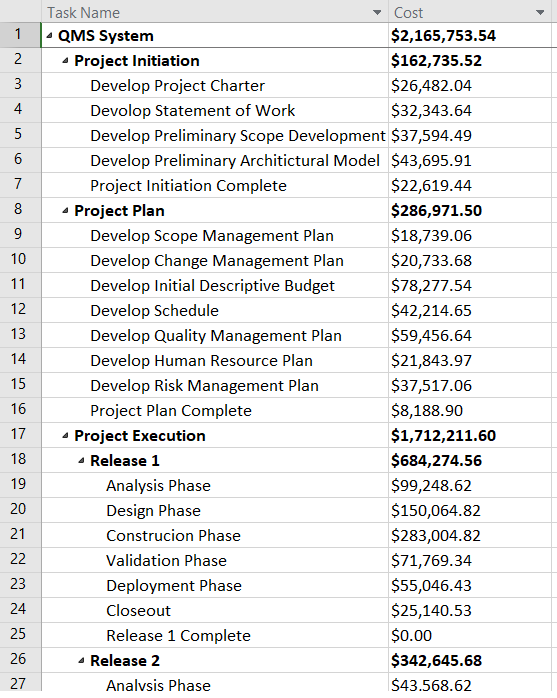 Task Name Cost
1 QMS System $2,165,753.54
2 Project Initiation $162,735.52
3 Develop Project Charter $26,482.04
4 Devolop Statement of Work $32,343.64
5 Develop Preliminary Scope Development $37,594.49
6 Develop Preliminary Architictural Model $43,695.91
7 Project Initiation Complete $22,619.44
8 Project Plan $286,971.50
9 Develop Scope Management Plan $18,739.06
10 Develop Change Management Plan $20,733.68
11 Develop Initial Descriptive Budget $78,277.54
12 Develop Schedule $42,214.65
13 Develop Quality Management Plan $59,456.64
14 Develop Human Resource Plan $21,843.97
15 Develop Risk Management Plan $37,517.06
16 Project Plan Complete $8,188.90
17 Project Execution $1,712,211.60
18 Release 1 $684,274.56
19 Analysis Phase $99,248.62
20 Design Phase $150,064.82
21 Construcion Phase $283,004.82
22 Validation Phase $71,769.34
23 Deployment Phase $55,046.43
24 Closeout $25,140.53
25 Release 1 Complete $0.00
26 Release 2 $342,645.68
27 Analysis Phase $43,568.62